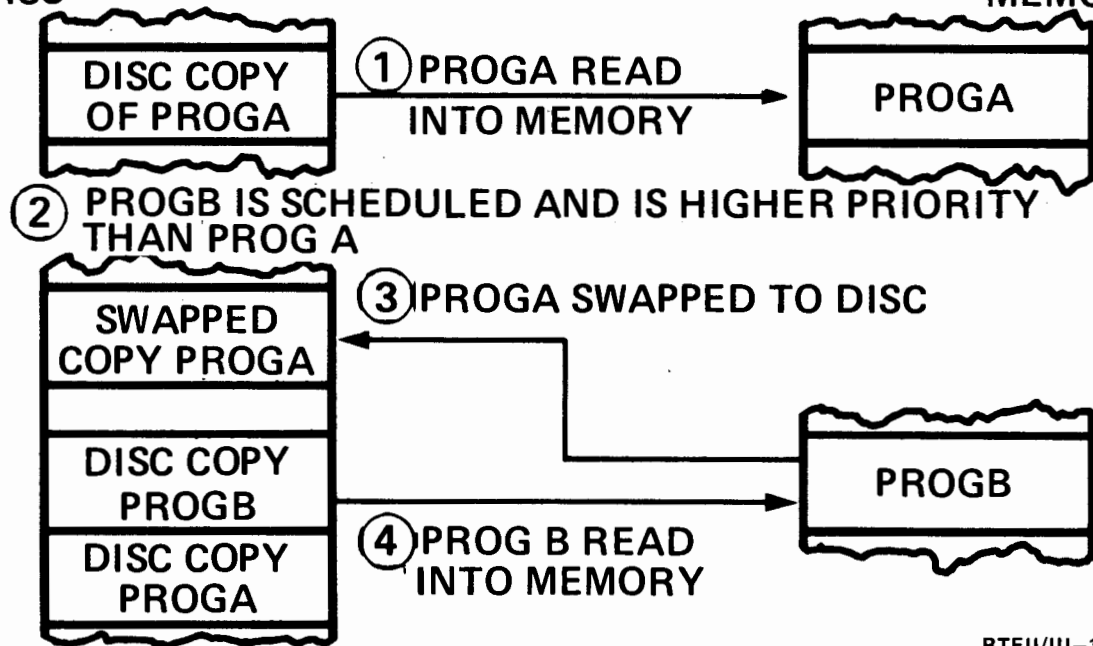 DISC COPY
OF PROGA
① PROGA READ
INTO MEMORY
PROGA
② PROGB IS SCHEDULED AND IS HIGHER PRIORITY
THAN PROG A
SWAPPED
COPY PROGA
③ PROGA SWAPPED TO DISC
DISC COPY
PROGB
PROGB
④ PROG B READ
INTO MEMORY
DISC COPY
PROGA